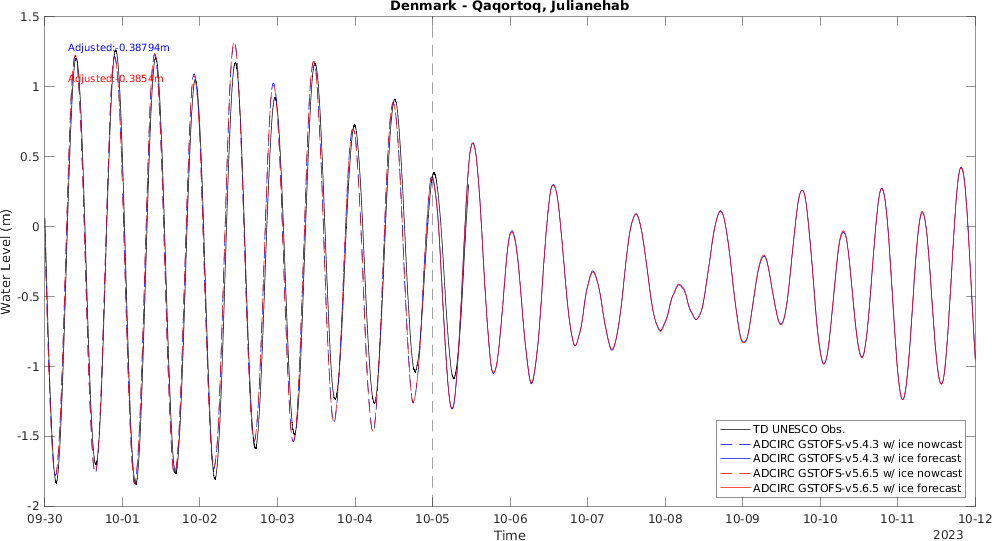 Denmark - Qaqortoq, Julianehab
Adjusted:-0.38794m
Adjusted:-0.3854m
Water Level (m)
1.5
1
0.5
0
-0.5
-1
-1.5
-2
TD UNESCO Obs.
ADCIRC GSTOFS-v5.4.3 w/ ice nowcast
ADCIRC GSTOFS-v5.4.3 w/ ice forecast
ADCIRC GSTOFS-v5.6.5 w/ ice nowcast
ADCIRC GSTOFS-v5.6.5 w/ ice forecast
09-30 10-01 10-02 10-03 10-04 10-05 10-06 10-07 10-08 10-09 10-10 10-11 10-12
Time
2023